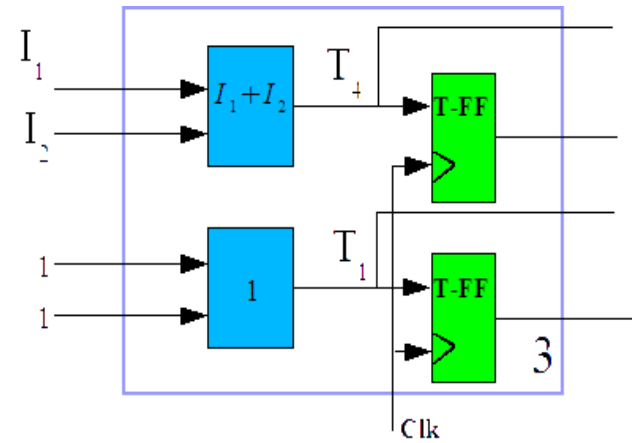 I₁
I₂
I₁+I₂
T₄
T-FF
1
1
1
T₁
T-FF
3
Clk